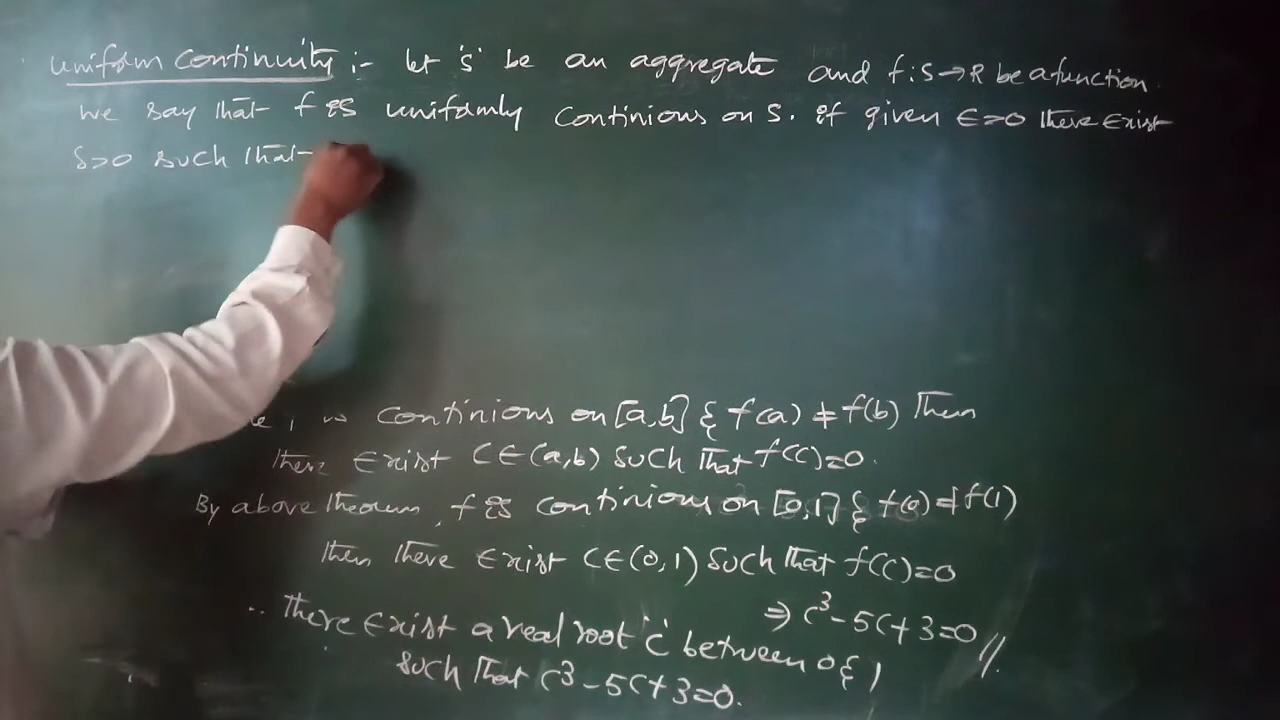 uniform continuity :- let 's' be an aggregate and f:S→R be a function.
We say that f is uniformly continious on S. if given ε>0 there exist
δ>0 such that
continious on [a,b] & f(a) ≠ f(b) Then
there exist C∈(a,b) such that f(c)=0.
By above theorem, f is continious on [0,1] & f(0) ≠ f(1)
then there exist C∈(0,1) such that f(c)=0
⇒ c³-5c+3=0 //
∴ there exist a real root 'c' between 0 & 1
such that c³-5c+3=0.